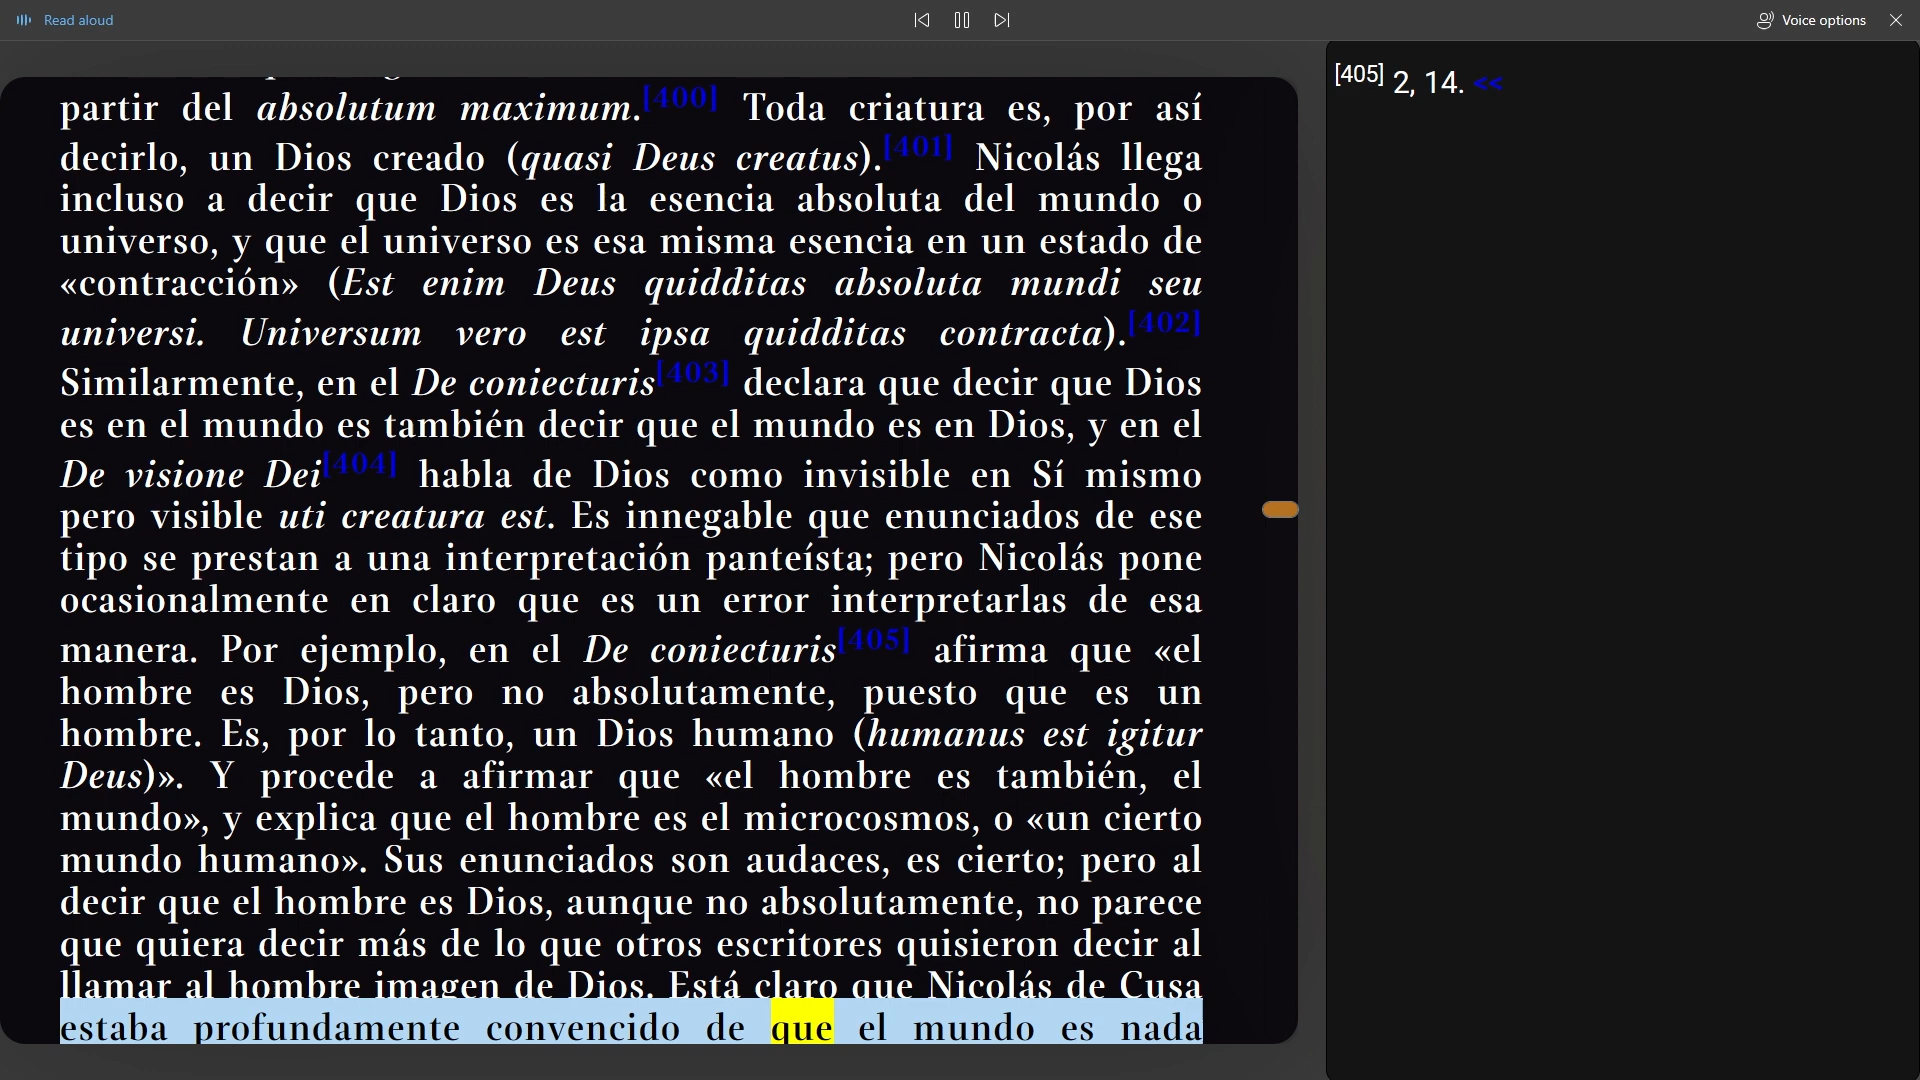 Read aloud
Voice options
partir del absolutum maximum.[400] Toda criatura es, por así
decirlo, un Dios creado (quasi Deus creatus).[401] Nicolás llega
incluso a decir que Dios es la esencia absoluta del mundo o
universo, y que el universo es esa misma esencia en un estado de
«contracción» (Est enim Deus quidditas absoluta mundi seu
universi. Universum vero est ipsa quidditas contracta).[402]
Similarmente, en el De coniecturis[403] declara que decir que Dios
es en el mundo es también decir que el mundo es en Dios, y en el
De visione Dei[404] habla de Dios como invisible en Sí mismo
pero visible uti creatura est. Es innegable que enunciados de ese
tipo se prestan a una interpretación panteísta; pero Nicolás pone
ocasionalmente en claro que es un error interpretarlas de esa
manera. Por ejemplo, en el De coniecturis[405] afirma que «el
hombre es Dios, pero no absolutamente, puesto que es un
hombre. Es, por lo tanto, un Dios humano (humanus est igitur
Deus)». Y procede a afirmar que «el hombre es también, el
mundo», y explica que el hombre es el microcosmos, o «un cierto
mundo humano». Sus enunciados son audaces, es cierto; pero al
decir que el hombre es Dios, aunque no absolutamente, no parece
que quiera decir más de lo que otros escritores quisieron decir al
llamar al hombre imagen de Dios. Está claro que Nicolás de Cusa
estaba profundamente convencido de que el mundo es nada
[405] 2, 14. <<